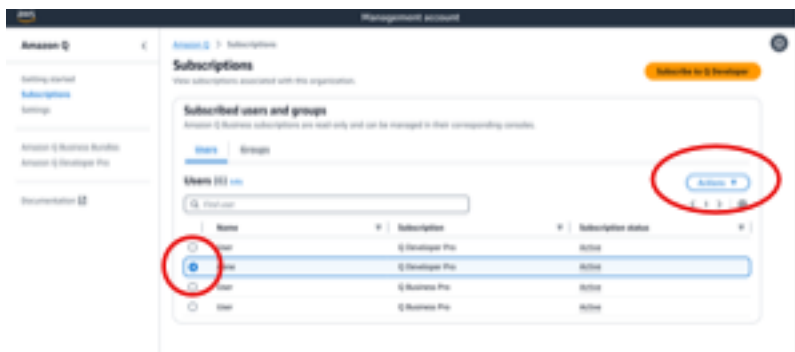 aws
Management account
Amazon Q
Amazon Q > Subscriptions
Getting started
Subscriptions
Settings
Amazon Q Business Bundles
Amazon Q Developer Pro
Documentation
Subscriptions
View subscriptions associated with this organization.
Subscribe to Q Developer
Subscribed users and groups
Amazon Q Business subscriptions are read-only and can be managed in their corresponding consoles.
Users Groups
Users Info
Actions
Find user
1
Name Subscription Subscription status
User Q Developer Pro Active
Q Developer Pro Active
User Q Business Pro Active
User Q Business Pro Active